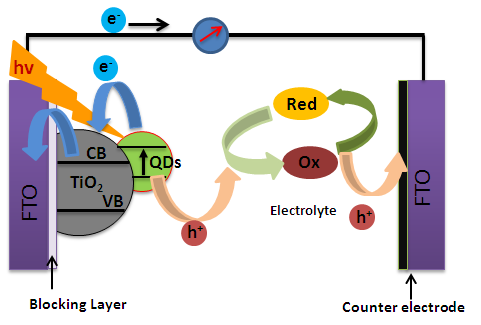 e-
hv
e-
CB
QDs
TiO2
VB
FTO
h+
Red
Ox
Electrolyte
h+
FTO
Blocking Layer
Counter electrode